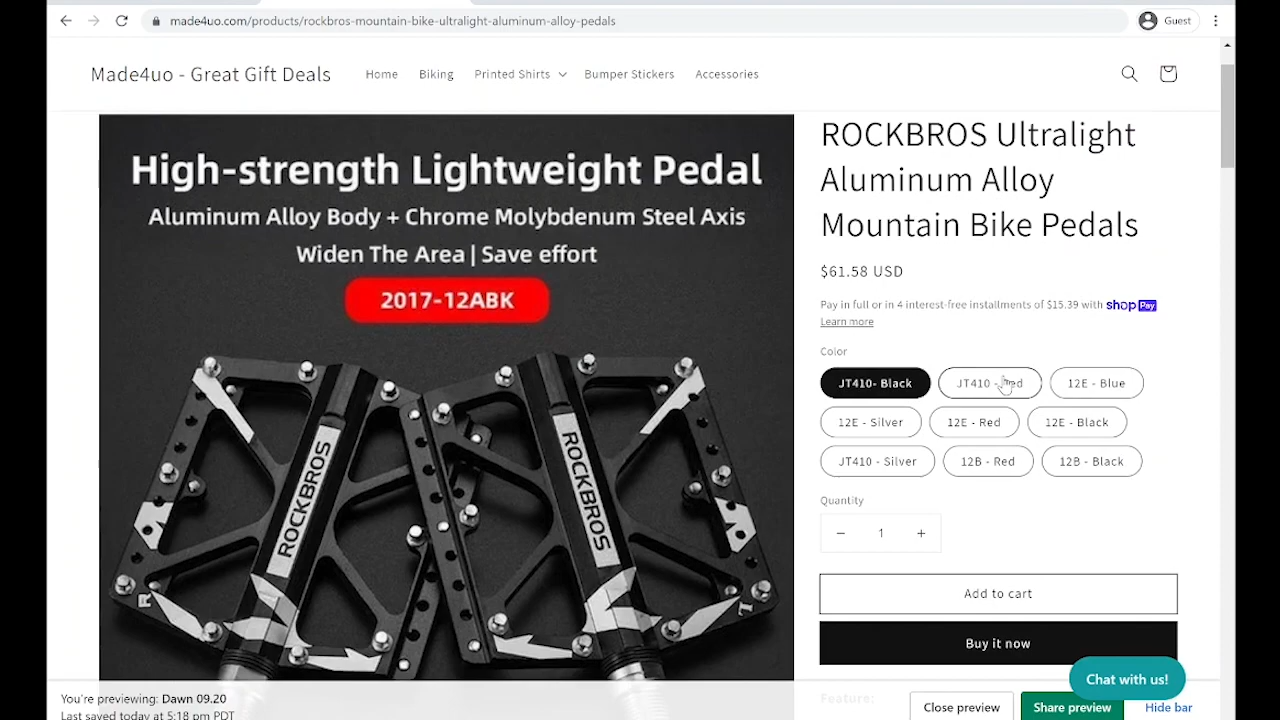 made4uo.com/products/rockbros-mountain-bike-ultralight-aluminum-alloy-pedals
Guest
Made4uo - Great Gift Deals
Home
Biking
Printed Shirts
Bumper Stickers
Accessories
High-strength Lightweight Pedal
Aluminum Alloy Body + Chrome Molybdenum Steel Axis
Widen The Area | Save effort
2017-12ABK
ROCKBROS
ROCKBROS
R
L
ROCKBROS Ultralight
Aluminum Alloy
Mountain Bike Pedals
$61.58 USD
Pay in full or in 4 interest-free installments of $15.39 with shop Pay
Learn more
Color
JT410- Black
JT410 - Red
12E - Blue
12E - Silver
12E - Red
12E - Black
JT410 - Silver
12B - Red
12B - Black
Quantity
− 1 +
Add to cart
Buy it now
Feature:
Chat with us!
You're previewing: Dawn 09.20
Last saved today at 5:18 pm PDT
Close preview
Share preview
Hide bar